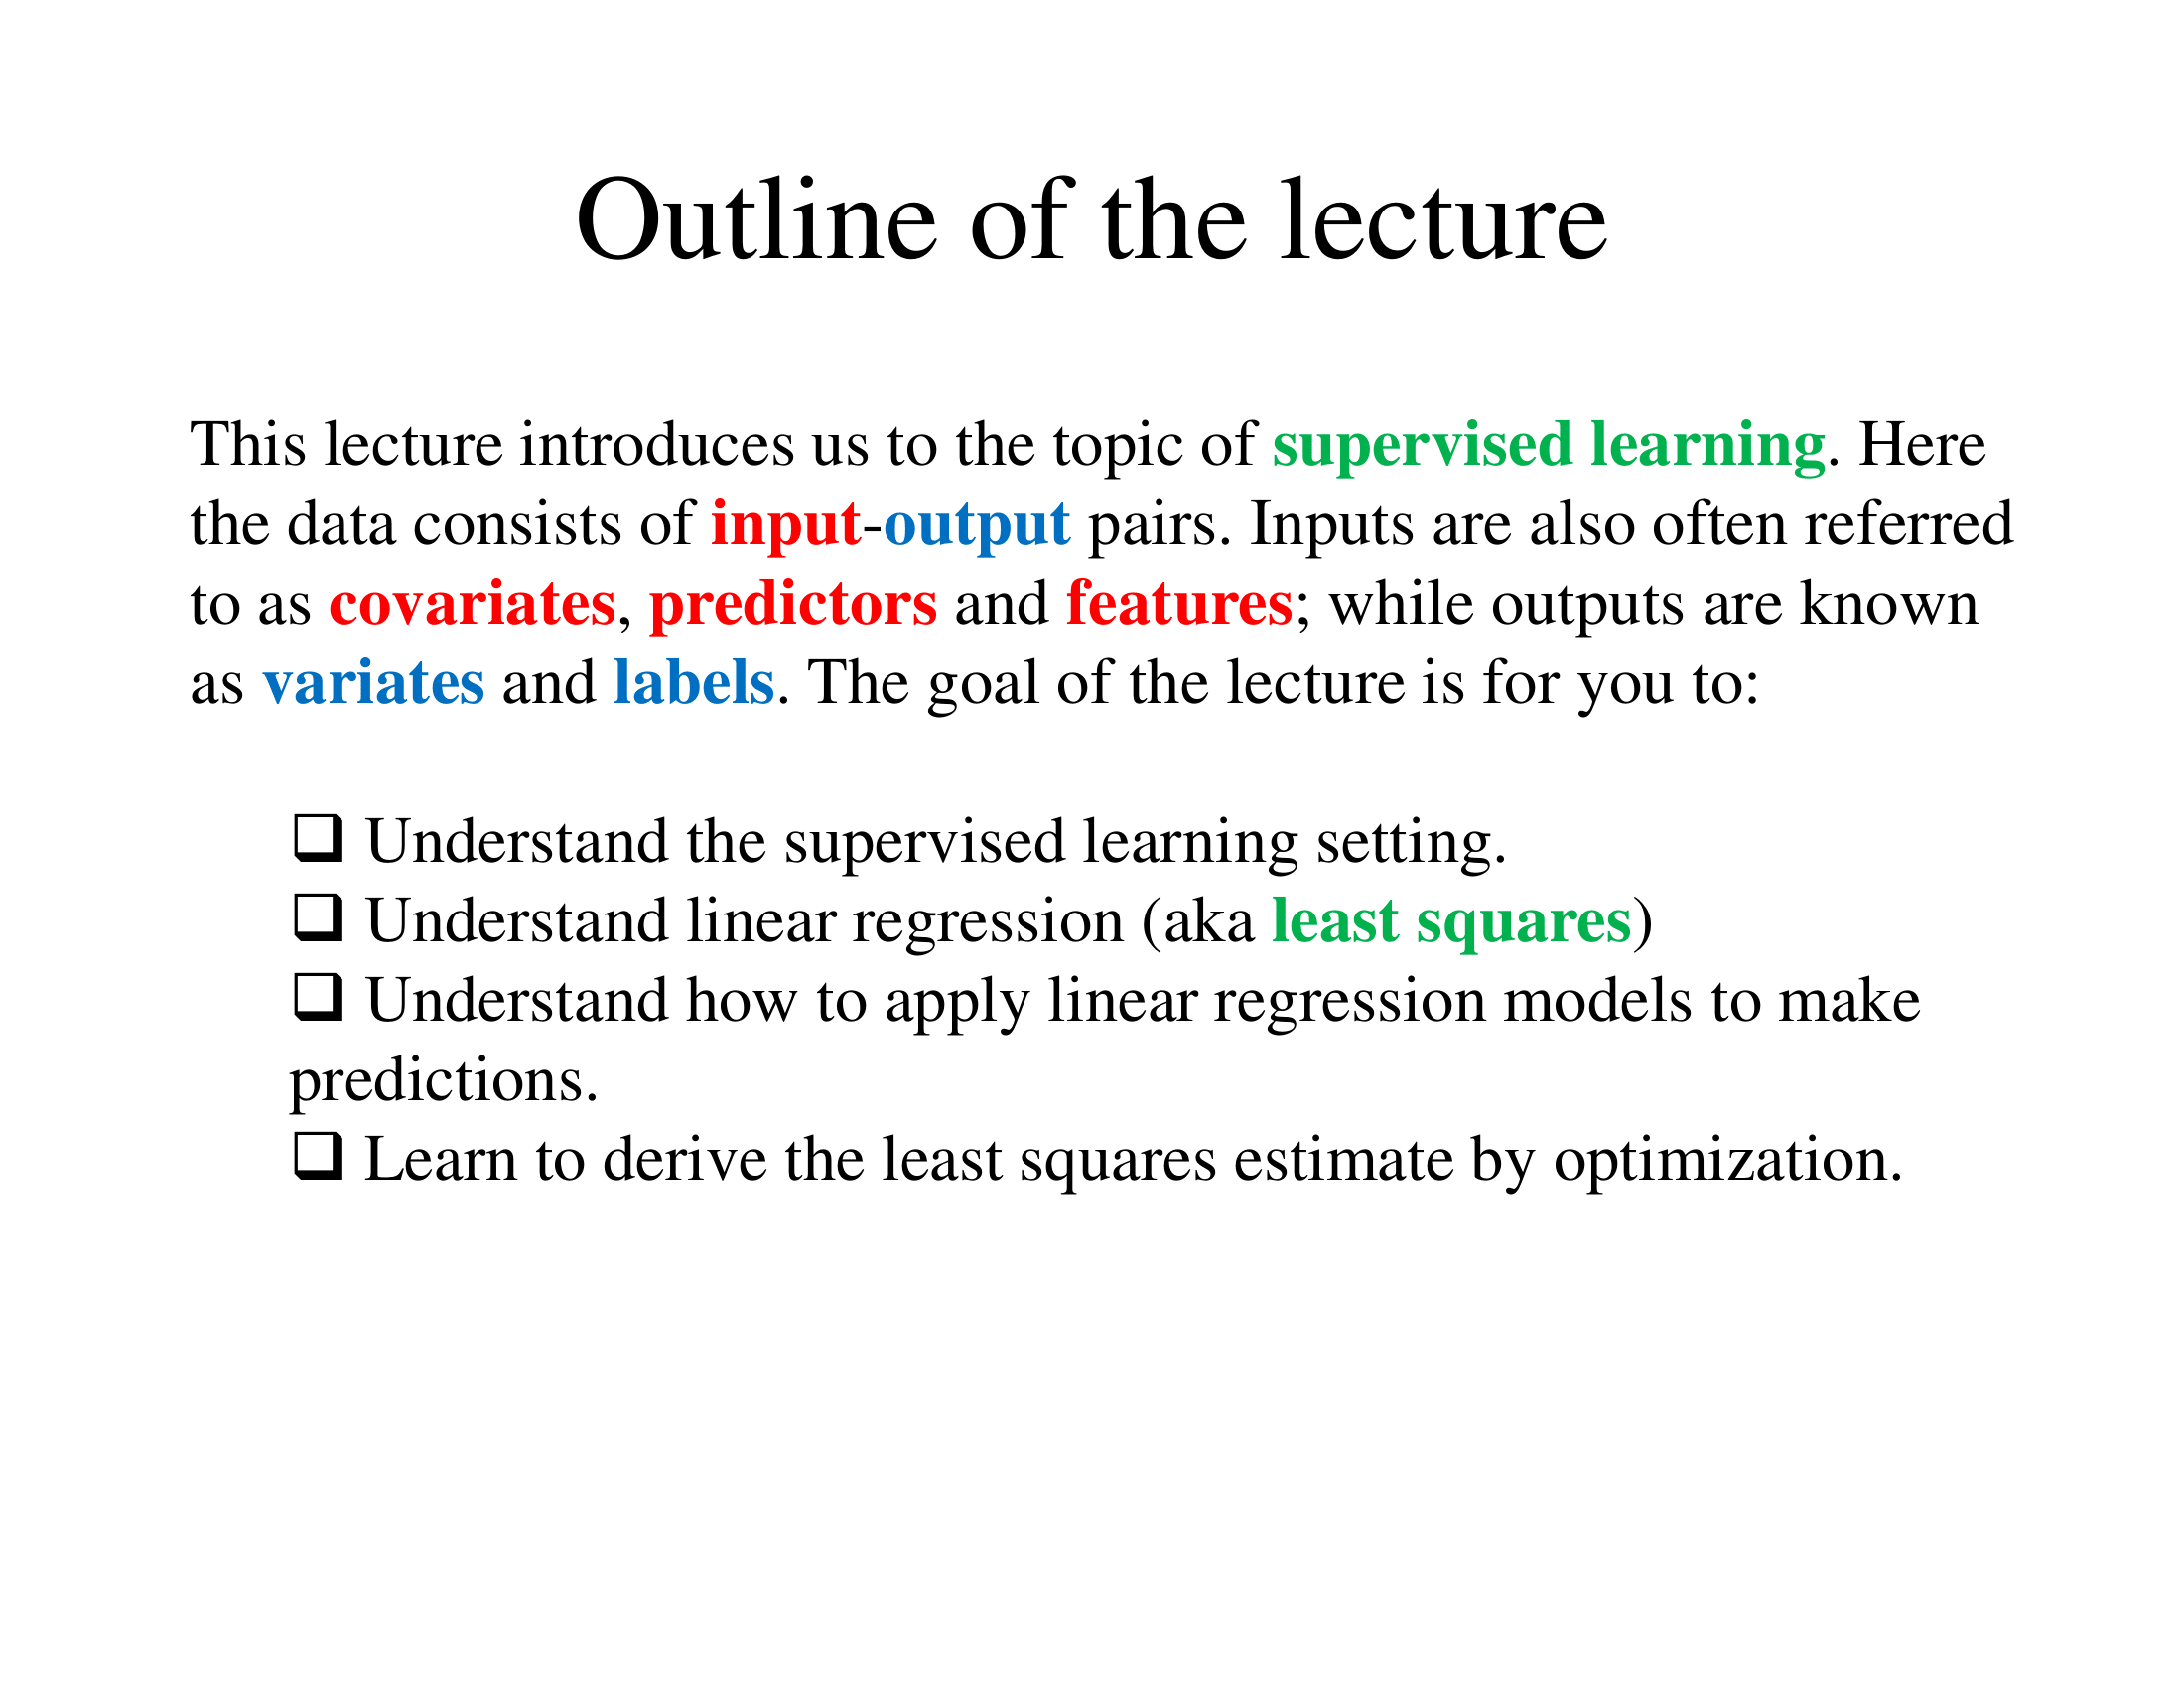 Outline of the lecture
This lecture introduces us to the topic of supervised learning. Here
the data consists of input-output pairs. Inputs are also often referred
to as covariates, predictors and features; while outputs are known
as variates and labels. The goal of the lecture is for you to:
❑ Understand the supervised learning setting.
❑ Understand linear regression (aka least squares)
❑ Understand how to apply linear regression models to make
predictions.
❑ Learn to derive the least squares estimate by optimization.